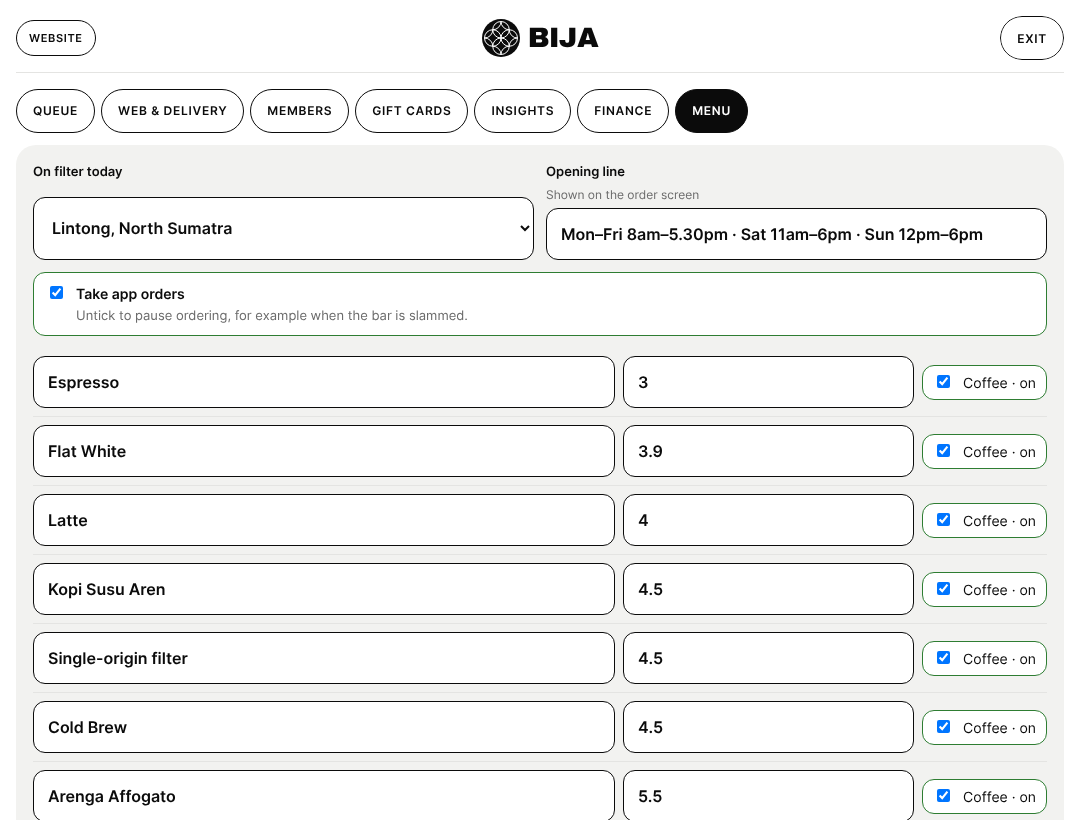 WEBSITE
BIJA
EXIT
QUEUE
WEB & DELIVERY
MEMBERS
GIFT CARDS
INSIGHTS
FINANCE
MENU
On filter today
Opening line
Shown on the order screen
Lintong, North Sumatra
Mon–Fri 8am–5.30pm · Sat 11am–6pm · Sun 12pm–6pm
Take app orders
Untick to pause ordering, for example when the bar is slammed.
Espresso
3
Coffee · on
Flat White
3.9
Coffee · on
Latte
4
Coffee · on
Kopi Susu Aren
4.5
Coffee · on
Single-origin filter
4.5
Coffee · on
Cold Brew
4.5
Coffee · on
Arenga Affogato
5.5
Coffee · on